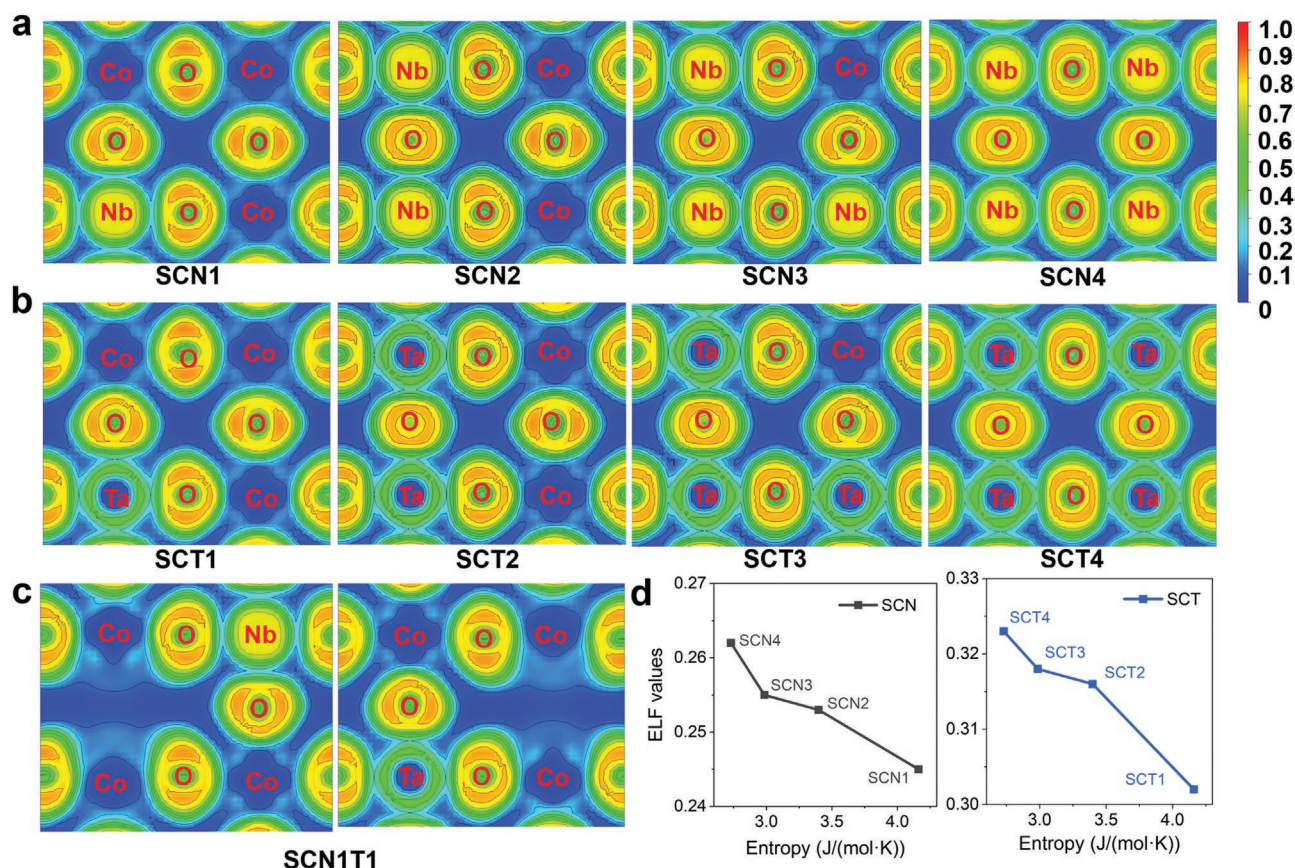 a
Co O Co
Nb O Co
Nb O Co
Nb O Nb
1.0
0.9
0.8
0.7
0.6
0.5
0.4
0.3
0.2
0.1
0
O O
O O
O O
O O
Nb O Co
Nb O Co
Nb O Nb
Nb O Nb
SCN1
SCN2
SCN3
SCN4
b
Co O Co
Ta O Co
Ta O Co
Ta O Ta
O O
O O
O O
O O
Ta O Co
Ta O Co
Ta O Ta
Ta O Ta
SCT1
SCT2
SCT3
SCT4
c
Co O Nb
Co O Co
O
O
Co O Co
Ta O Co
SCN1T1
d
0.27
0.26
0.25
0.24
ELF values
SCN
SCN4
SCN3
SCN2
SCN1
3.0 3.5 4.0
Entropy (J/(mol·K))
0.33
0.32
0.31
0.30
SCT
SCT4
SCT3
SCT2
SCT1
3.0 3.5 4.0
Entropy (J/(mol·K))